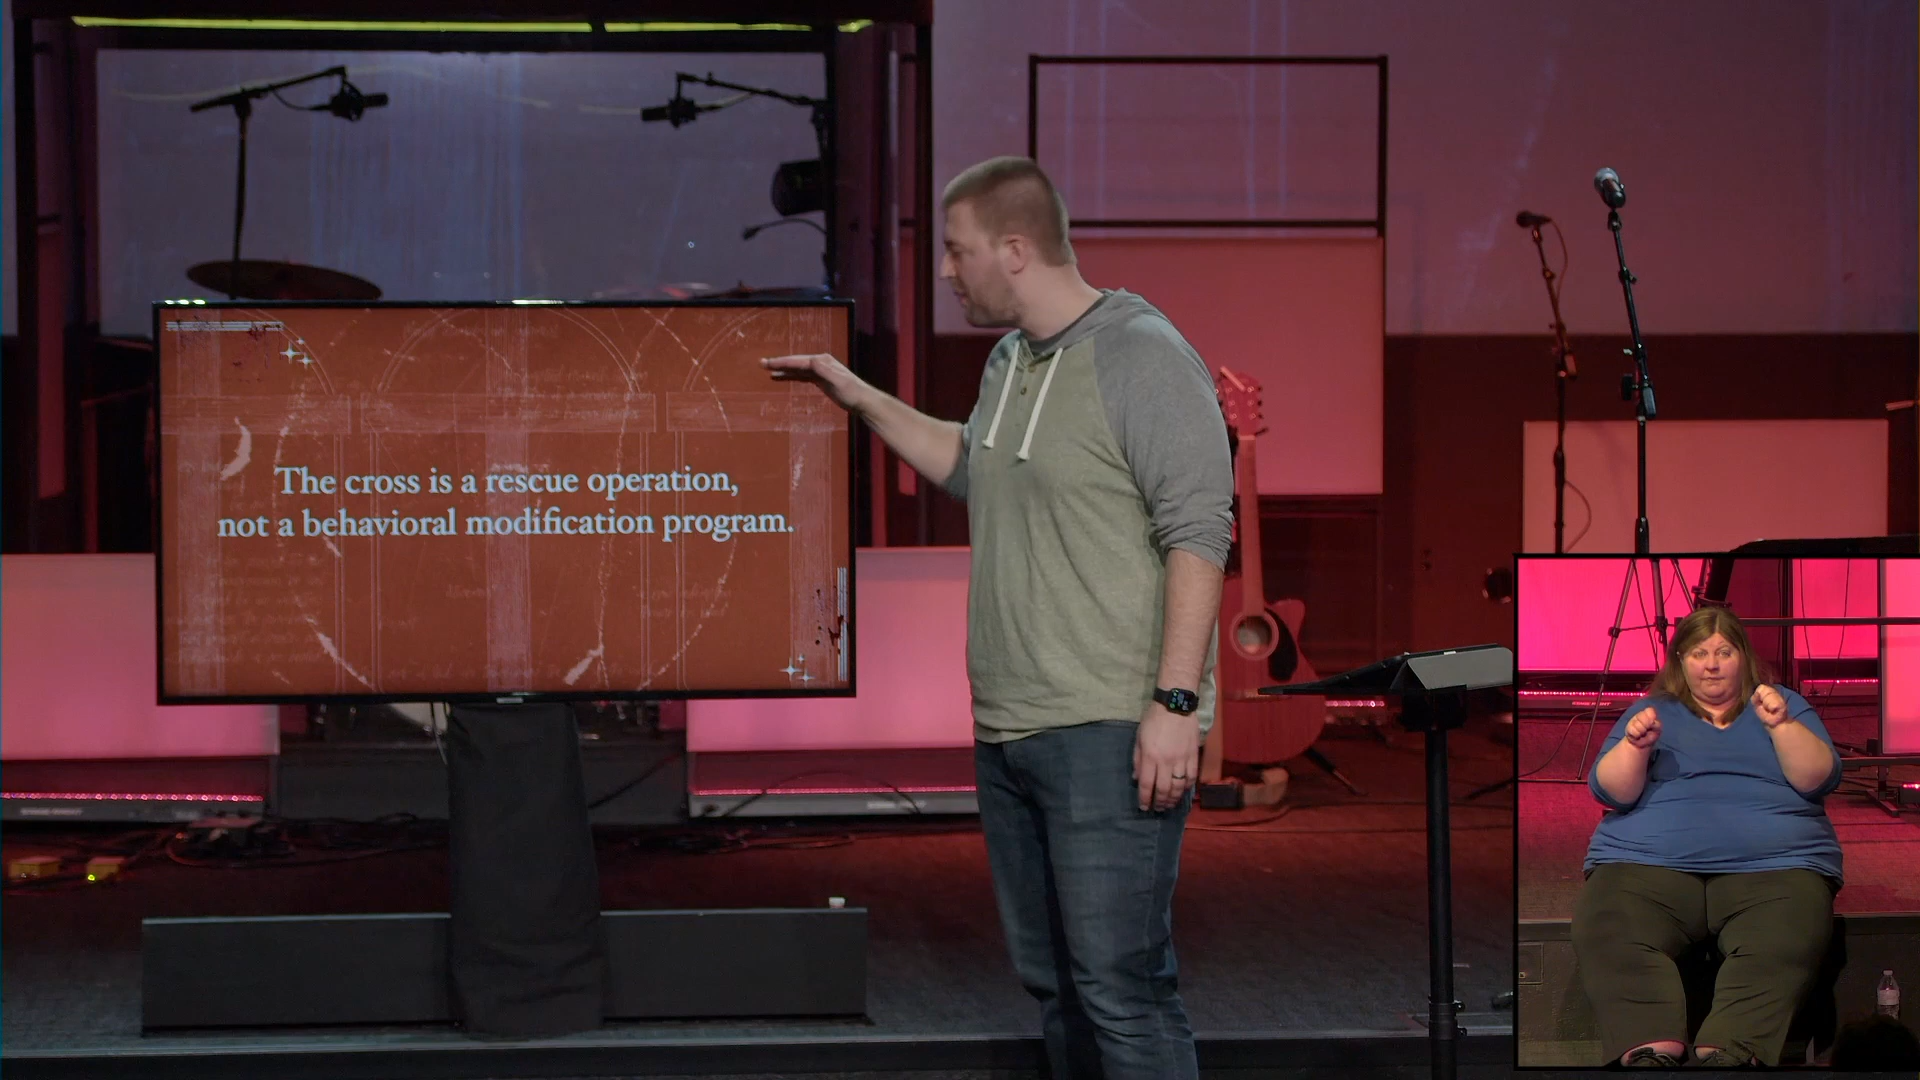 The cross is a rescue operation,
not a behavioral modification program.